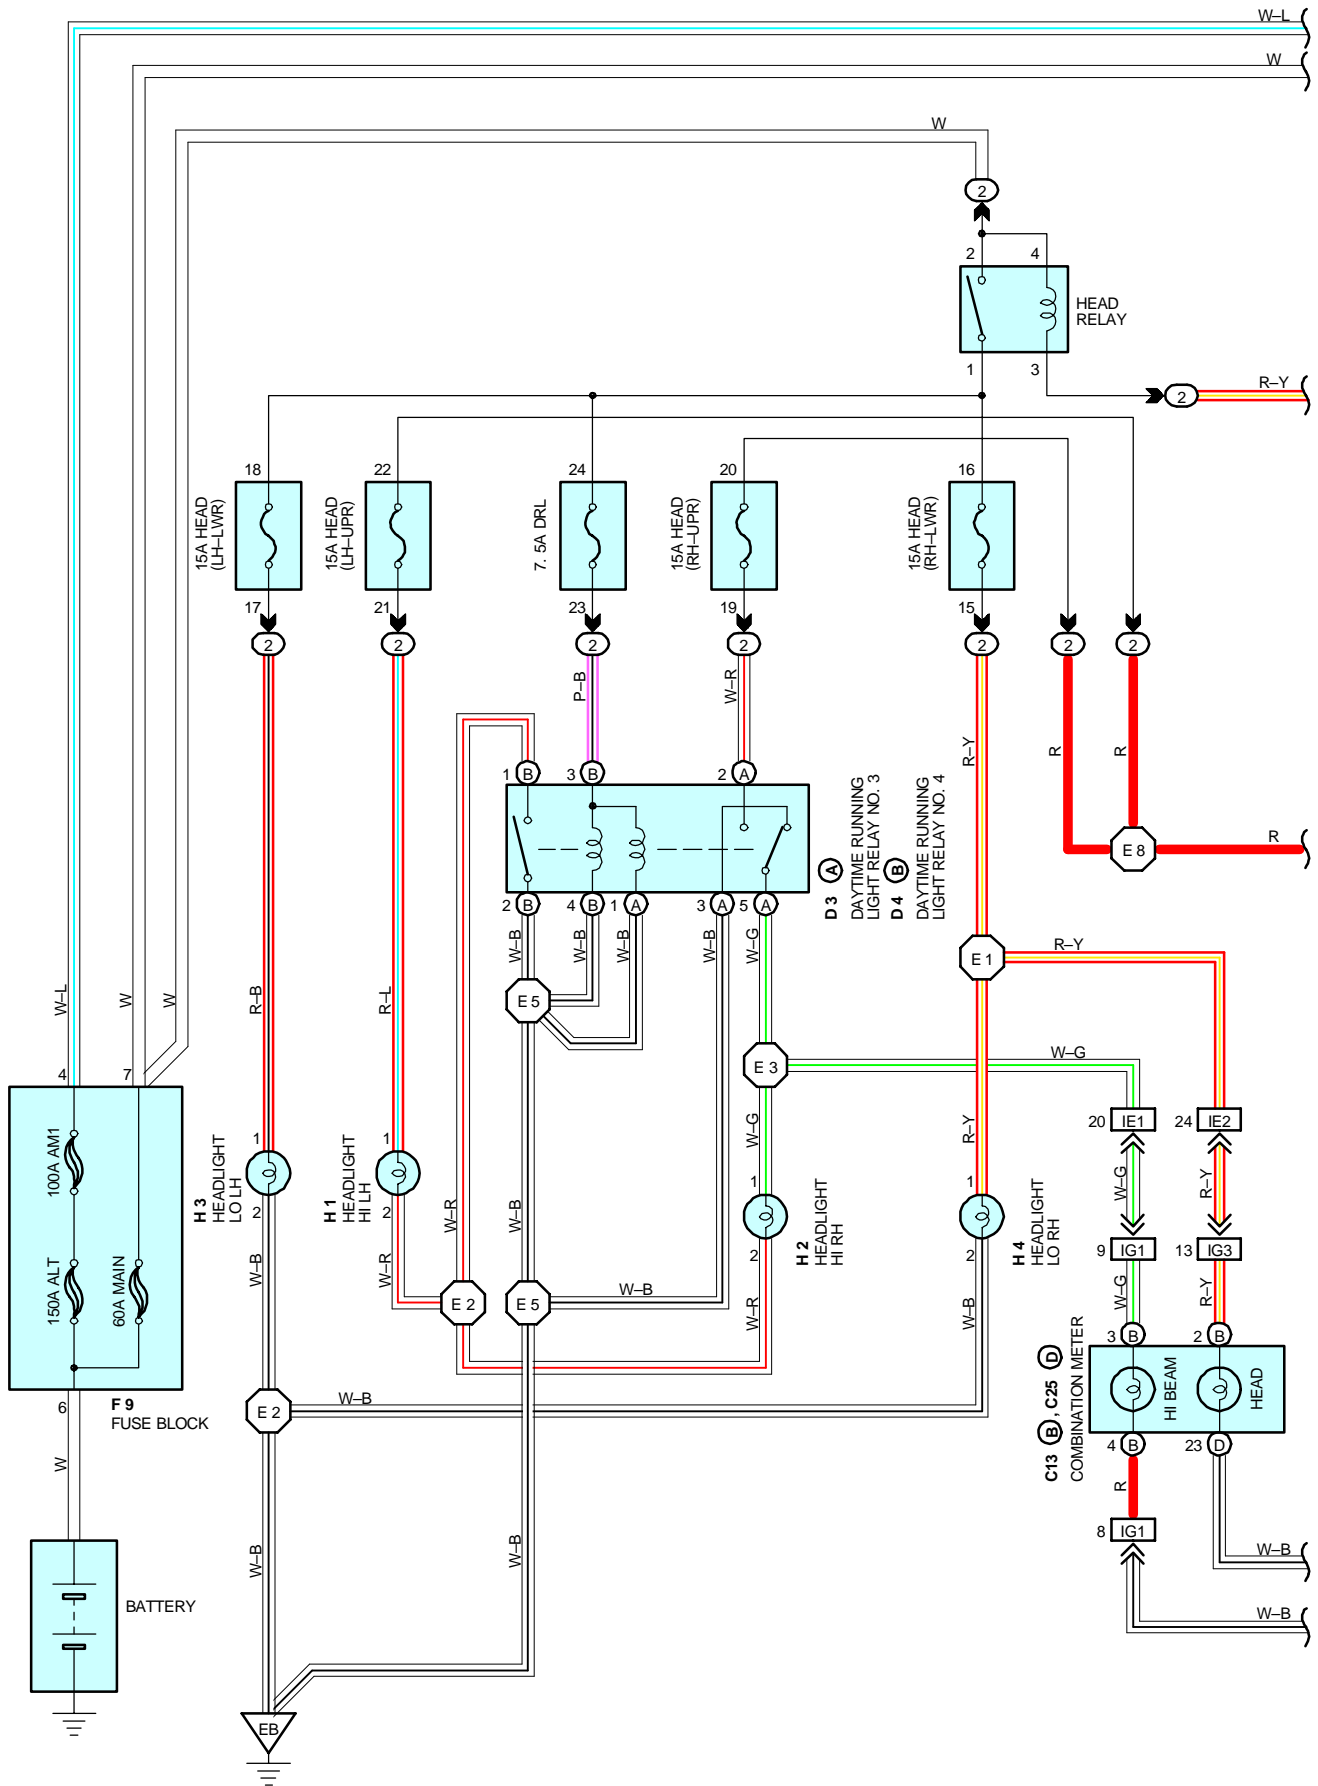 W–L
W
W
2
2 4
HEAD
RELAY
1 3
2
R–Y
18 22 24 20 16
15A HEAD
(LH–LWR)
15A HEAD
(LH–UPR)
7. 5A DRL
15A HEAD
(RH–UPR)
15A HEAD
(RH–LWR)
17 21 23 19 15
2 2 2 2 2 2 2
P–B
W–R
R–Y
R
R
1 B 3 B 2 A
D 3 A
DAYTIME RUNNING
LIGHT RELAY NO. 3
D 4 B
DAYTIME RUNNING
LIGHT RELAY NO. 4
E 8
R
2 B 4 B 1 A 3 A 5 A
W–B
W–B
W–B
W–B
W–G
E 1
R–Y
W–L
W
W
R–B
R–L
E 5
E 3
W–G
4 7
100A AM1
150A ALT
60A MAIN
F 9
FUSE BLOCK
6
W
BATTERY
1
H 3
HEADLIGHT
LO LH
2
W–B
1
H 1
HEADLIGHT
HI LH
2
W–R
W–R
W–B
W–G
1
H 2
HEADLIGHT
HI RH
2
W–R
R–Y
1
H 4
HEADLIGHT
LO RH
2
W–B
20 IE1 24 IE2
W–G
R–Y
9 IG1 13 IG3
W–G
R–Y
E 2 E 5
W–B
3 B 2 B
C13 B , C25 D
COMBINATION METER
HI BEAM
HEAD
4 B 23 D
E 2
W–B
R
8 IG1
W–B
W–B
W–B
W–B
EB